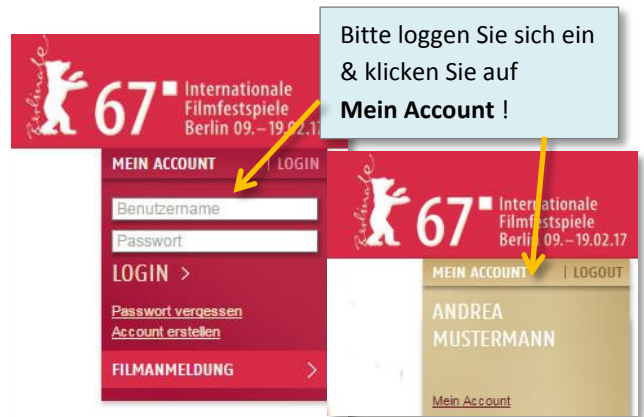 Bitte loggen Sie sich ein
& klicken Sie auf
Mein Account !
Berlinale
67
Internationale
Filmfestspiele
Berlin 09.–19.02.17
MEIN ACCOUNT | LOGIN
Benutzername
Passwort
LOGIN >
Passwort vergessen
Account erstellen
FILMANMELDUNG >
Berlinale
67
Internationale
Filmfestspiele
Berlin 09.–19.02.17
MEIN ACCOUNT | LOGOUT
ANDREA
MUSTERMANN
Mein Account